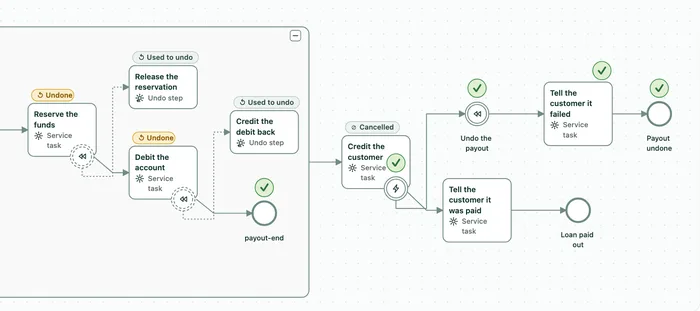 Used to undo
Release the
reservation
Undo step
Undone
Reserve the
funds
Service
task
Undone
Debit the
account
Service
task
Used to undo
Credit the
debit back
Undo step
payout-end
Cancelled
Credit the
customer
Service
task
Undo the
payout
Tell the
customer it
failed
Service
task
Payout
undone
Tell the
customer it
was paid
Service
task
Loan paid
out